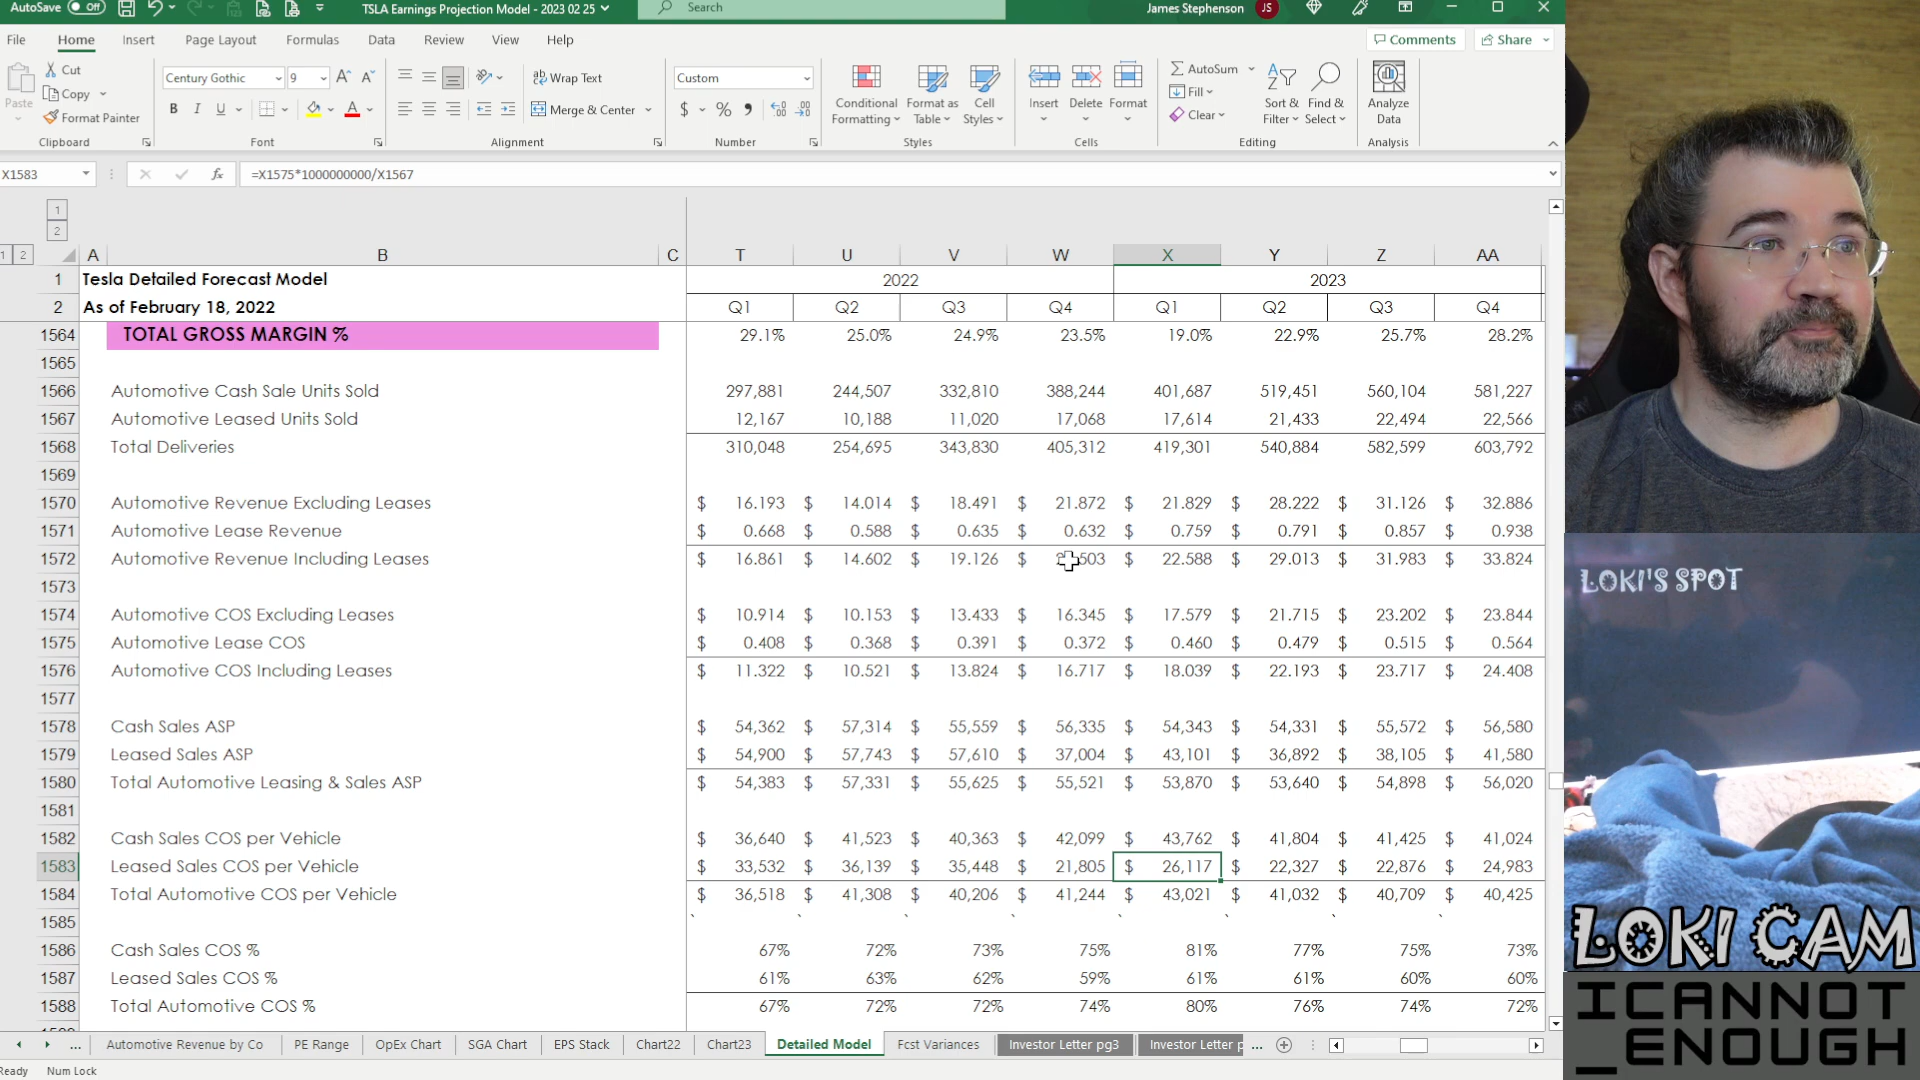 AutoSave Off TSLA Earnings Projection Model - 2023 02 25 Search James Stephenson JS
File Home Insert Page Layout Formulas Data Review View Help Comments Share
Paste Cut Copy Format Painter Clipboard
Century Gothic 9 B I U Font
Wrap Text Merge & Center Alignment
Custom $ % Number
Conditional Formatting Format as Table Cell Styles Styles
Insert Delete Format Cells
AutoSum Fill Clear Sort & Filter Find & Select Editing
Analyze Data Analysis
X1583 fx =X1575*1000000000/X1567
1
2
1 2 A B C T U V W X Y Z AA
1 Tesla Detailed Forecast Model 2022 2023
2 As of February 18, 2022 Q1 Q2 Q3 Q4 Q1 Q2 Q3 Q4
1564 TOTAL GROSS MARGIN % 29.1% 25.0% 24.9% 23.5% 19.0% 22.9% 25.7% 28.2%
1565
1566 Automotive Cash Sale Units Sold 297,881 244,507 332,810 388,244 401,687 519,451 560,104 581,227
1567 Automotive Leased Units Sold 12,167 10,188 11,020 17,068 17,614 21,433 22,494 22,566
1568 Total Deliveries 310,048 254,695 343,830 405,312 419,301 540,884 582,599 603,792
1569
1570 Automotive Revenue Excluding Leases $ 16.193 $ 14.014 $ 18.491 $ 21.872 $ 21.829 $ 28.222 $ 31.126 $ 32.886
1571 Automotive Lease Revenue $ 0.668 $ 0.588 $ 0.635 $ 0.632 $ 0.759 $ 0.791 $ 0.857 $ 0.938
1572 Automotive Revenue Including Leases $ 16.861 $ 14.602 $ 19.126 $ $ 22.588 $ 29.013 $ 31.983 $ 33.824
1573
1574 Automotive COS Excluding Leases $ 10.914 $ 10.153 $ 13.433 $ 16.345 $ 17.579 $ 21.715 $ 23.202 $ 23.844
1575 Automotive Lease COS $ 0.408 $ 0.368 $ 0.391 $ 0.372 $ 0.460 $ 0.479 $ 0.515 $ 0.564
1576 Automotive COS Including Leases $ 11.322 $ 10.521 $ 13.824 $ 16.717 $ 18.039 $ 22.193 $ 23.717 $ 24.408
1577
1578 Cash Sales ASP $ 54,362 $ 57,314 $ 55,559 $ 56,335 $ 54,343 $ 54,331 $ 55,572 $ 56,580
1579 Leased Sales ASP $ 54,900 $ 57,743 $ 57,610 $ 37,004 $ 43,101 $ 36,892 $ 38,105 $ 41,580
1580 Total Automotive Leasing & Sales ASP $ 54,383 $ 57,331 $ 55,625 $ 55,521 $ 53,870 $ 53,640 $ 54,898 $ 56,020
1581
1582 Cash Sales COS per Vehicle $ 36,640 $ 41,523 $ 40,363 $ 42,099 $ 43,762 $ 41,804 $ 41,425 $ 41,024
1583 Leased Sales COS per Vehicle $ 33,532 $ 36,139 $ 35,448 $ 21,805 $ 26,117 $ 22,327 $ 22,876 $ 24,983
1584 Total Automotive COS per Vehicle $ 36,518 $ 41,308 $ 40,206 $ 41,244 $ 43,021 $ 41,032 $ 40,709 $ 40,425
1585 ` ` ` ` ` ` ` `
1586 Cash Sales COS % 67% 72% 73% 75% 81% 77% 75% 73%
1587 Leased Sales COS % 61% 63% 62% 59% 61% 61% 60% 60%
1588 Total Automotive COS % 67% 72% 72% 74% 80% 76% 74% 72%
... Automotive Revenue by Co PE Range OpEx Chart SGA Chart EPS Stack Chart22 Chart23 Detailed Model Fcst Variances Investor Letter pg3 Investor Letter p ...
Ready Num Lock
LOKI'S SPOT
LOKI CAM
ICANNOT
_ENOUGH